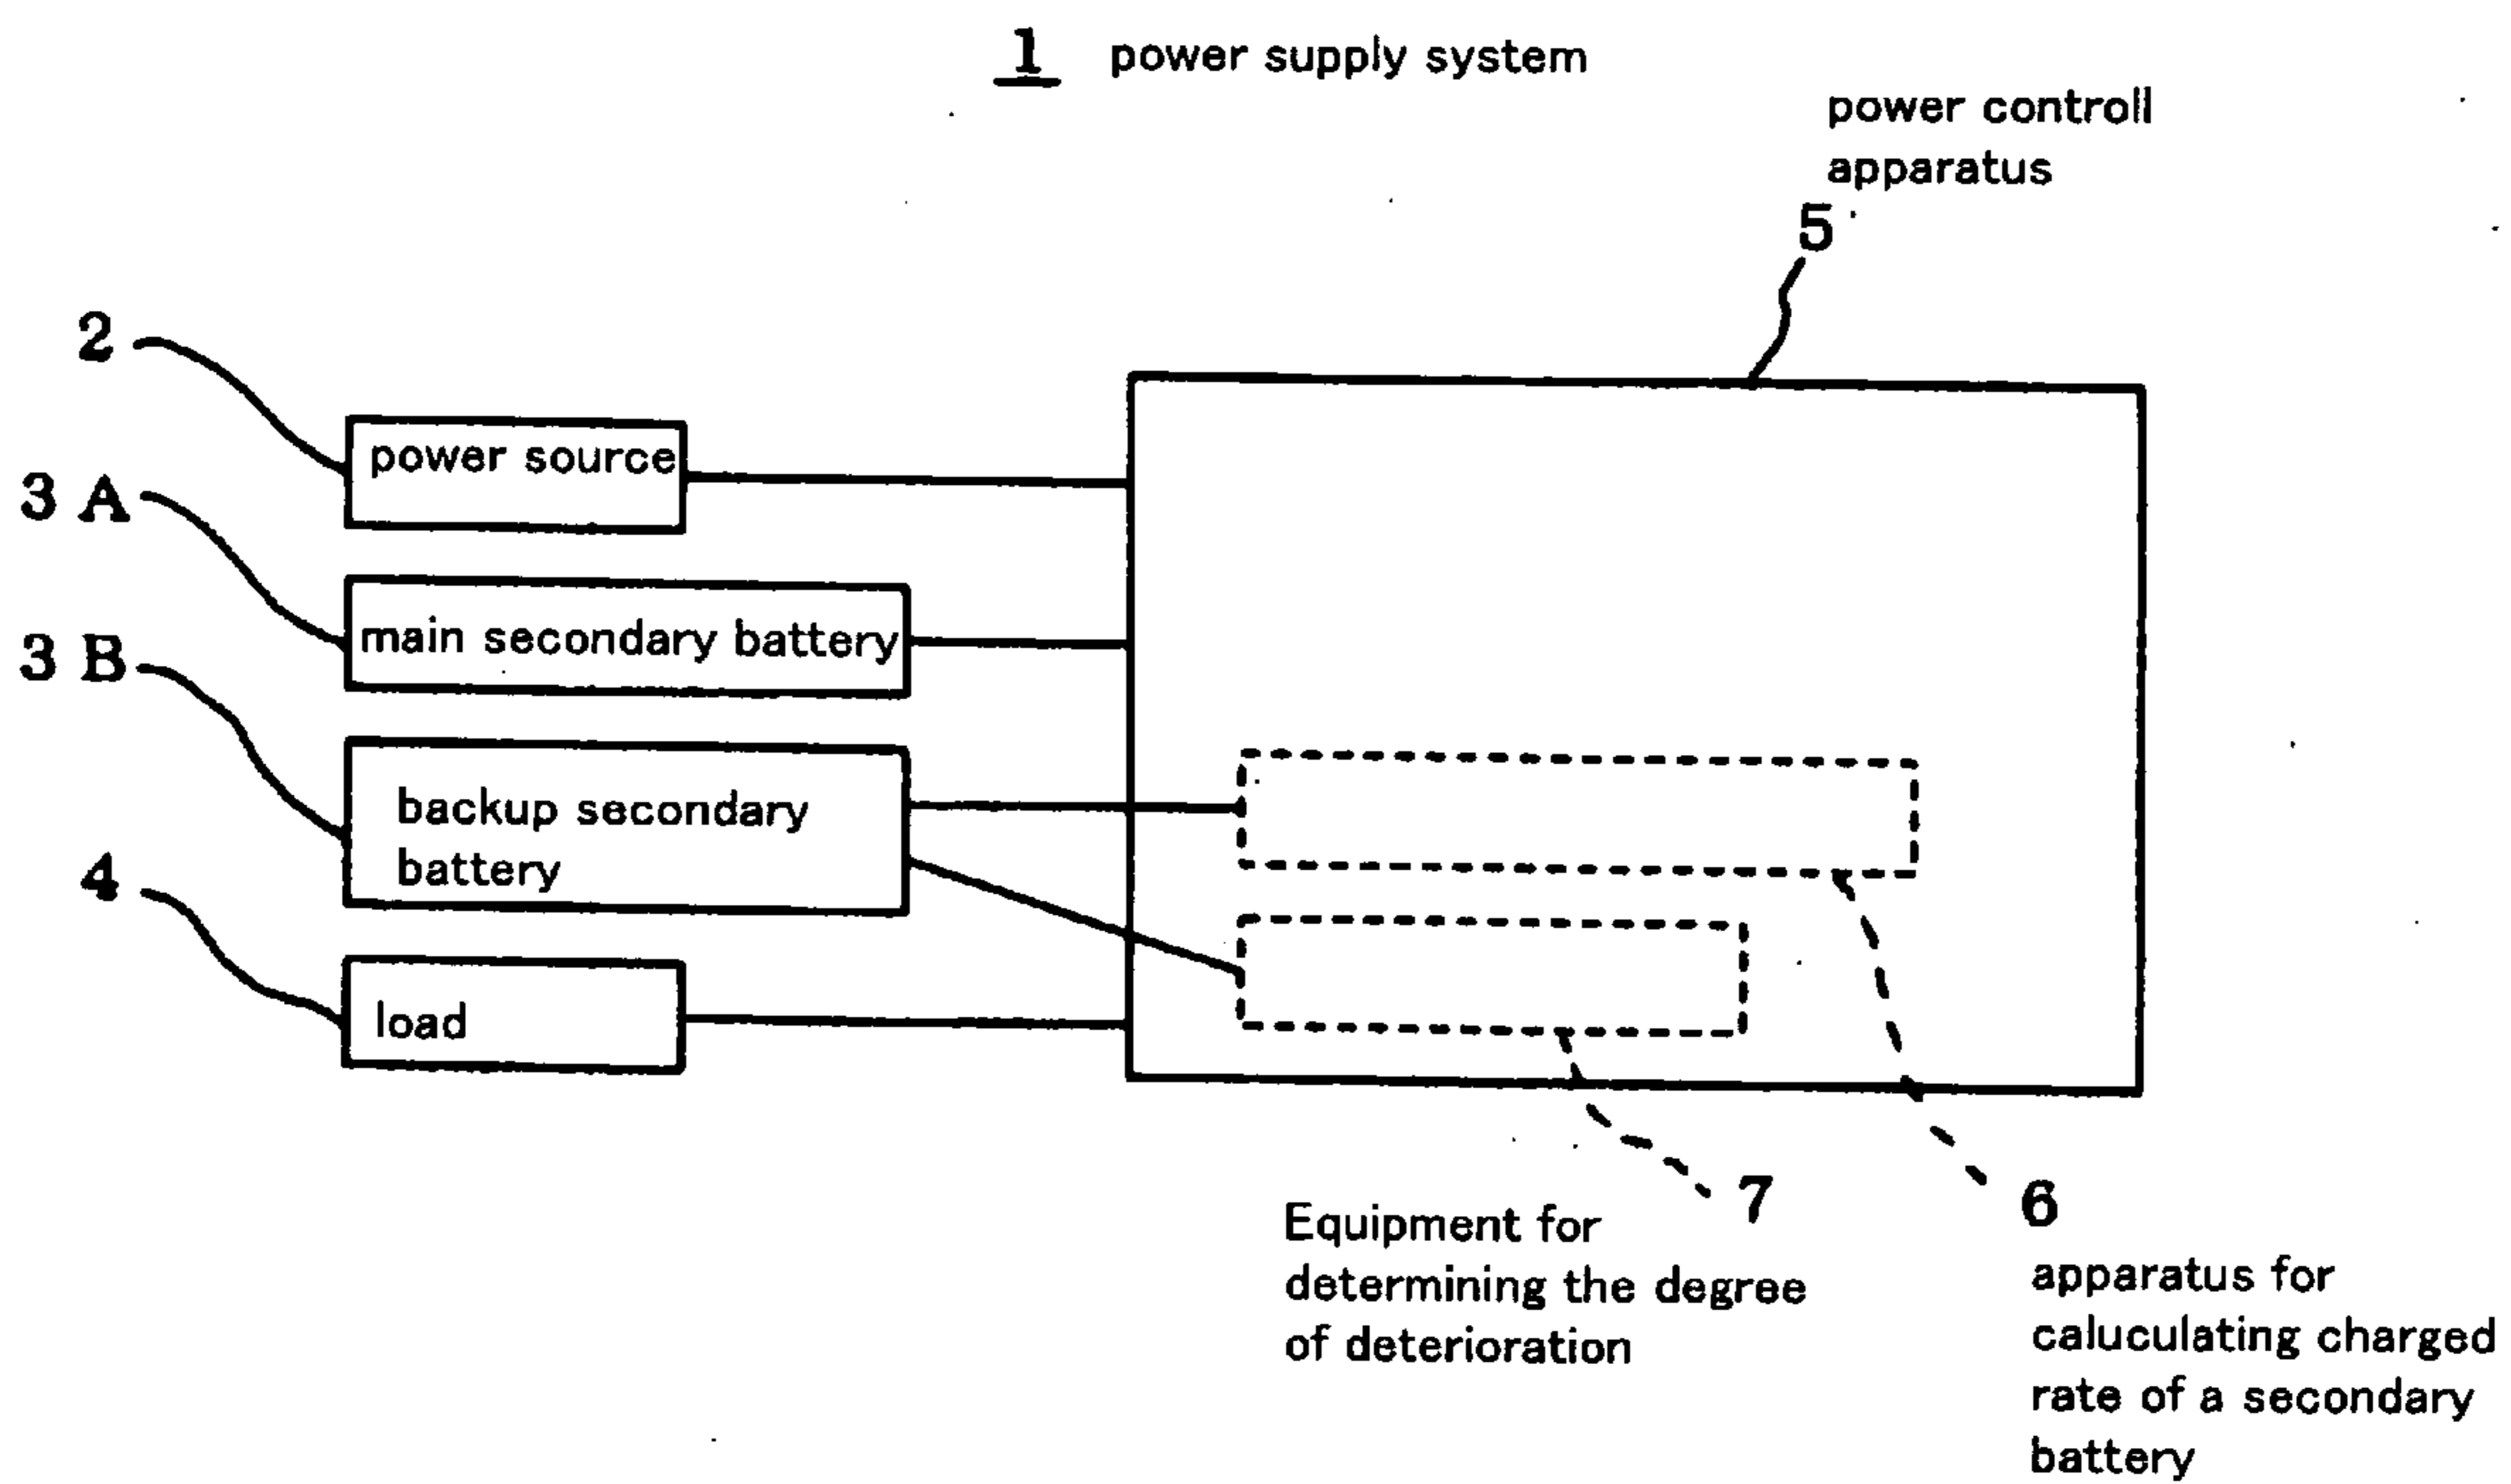 1 power supply system
power controll
apparatus
5
2
power source
3 A
main secondary battery
3 B
backup secondary
battery
4
load
7
Equipment for
determining the degree
of deterioration
6
apparatus for
caluculating charged
rate of a secondary
battery